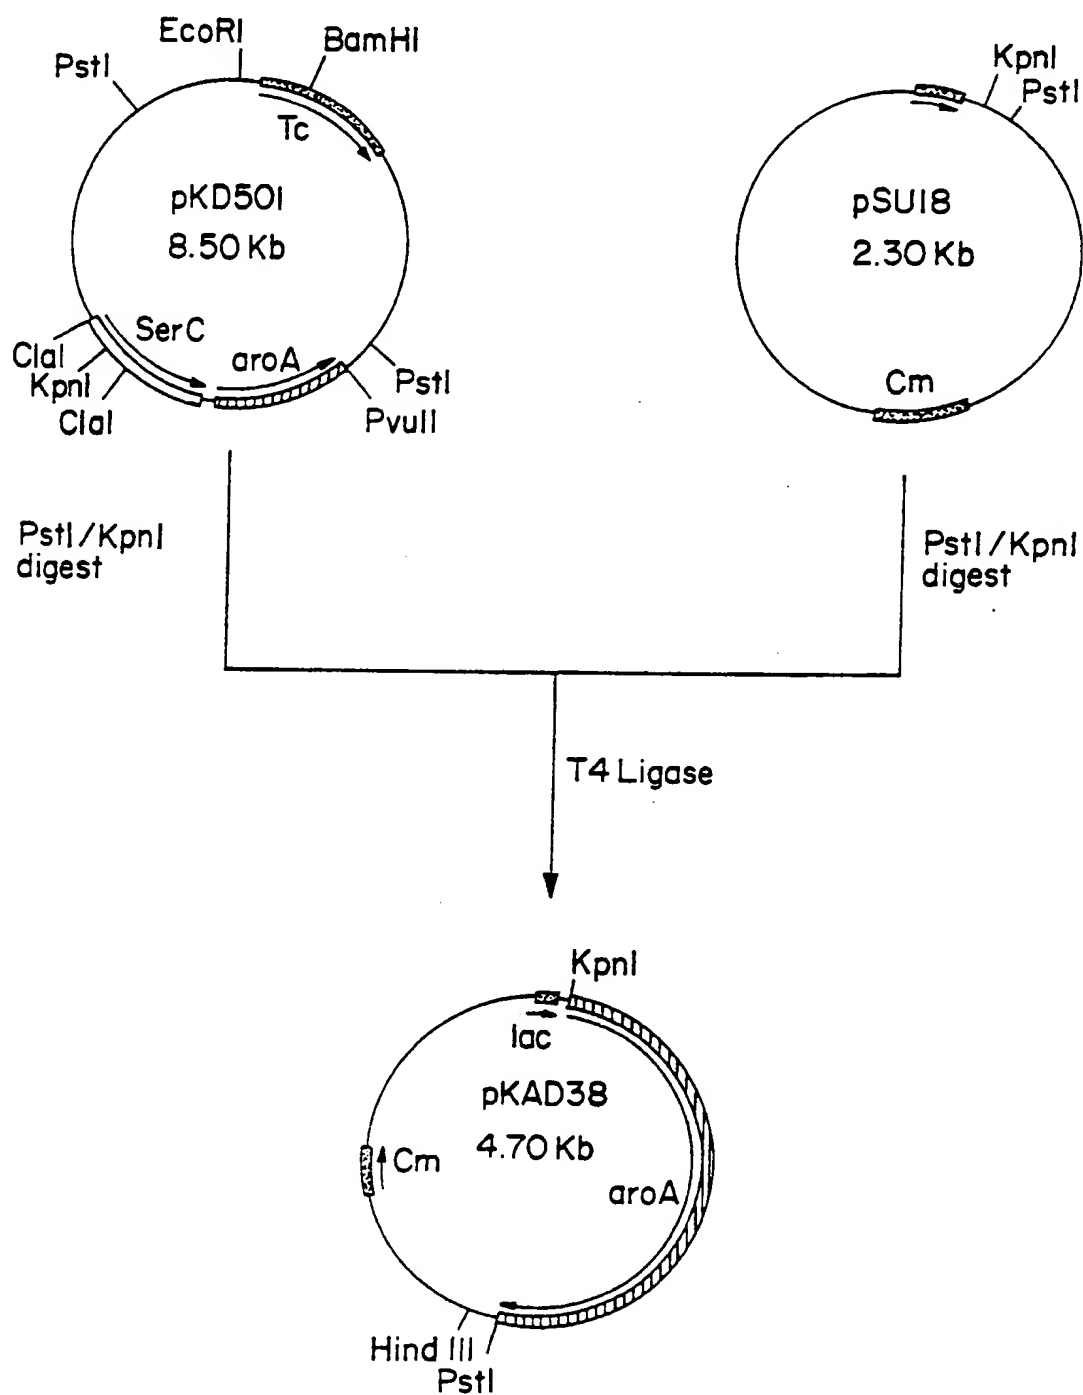 EcoRI
BamHI
PstI
Tc
pKD501
8.50 Kb
SerC
aroA
ClaI
KpnI
ClaI
PstI
PvuII
KpnI
PstI
pSU18
2.30 Kb
Cm
PstI/KpnI
digest
PstI/KpnI
digest
T4 Ligase
KpnI
lac
pKAD38
4.70 Kb
Cm
aroA
Hind III
PstI